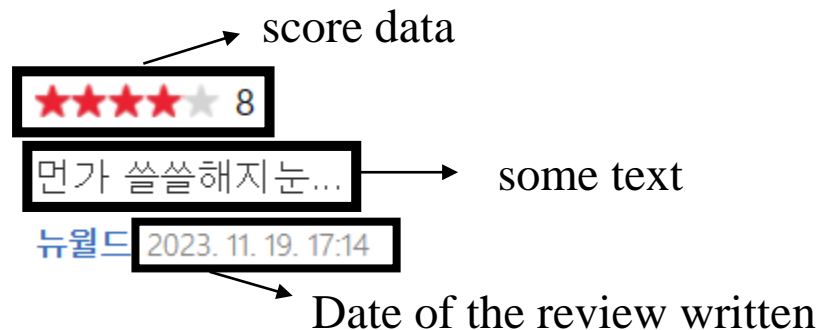 score data
8
먼가 쓸쓸해지눈...
some text
뉴월드 2023. 11. 19. 17:14
Date of the review written